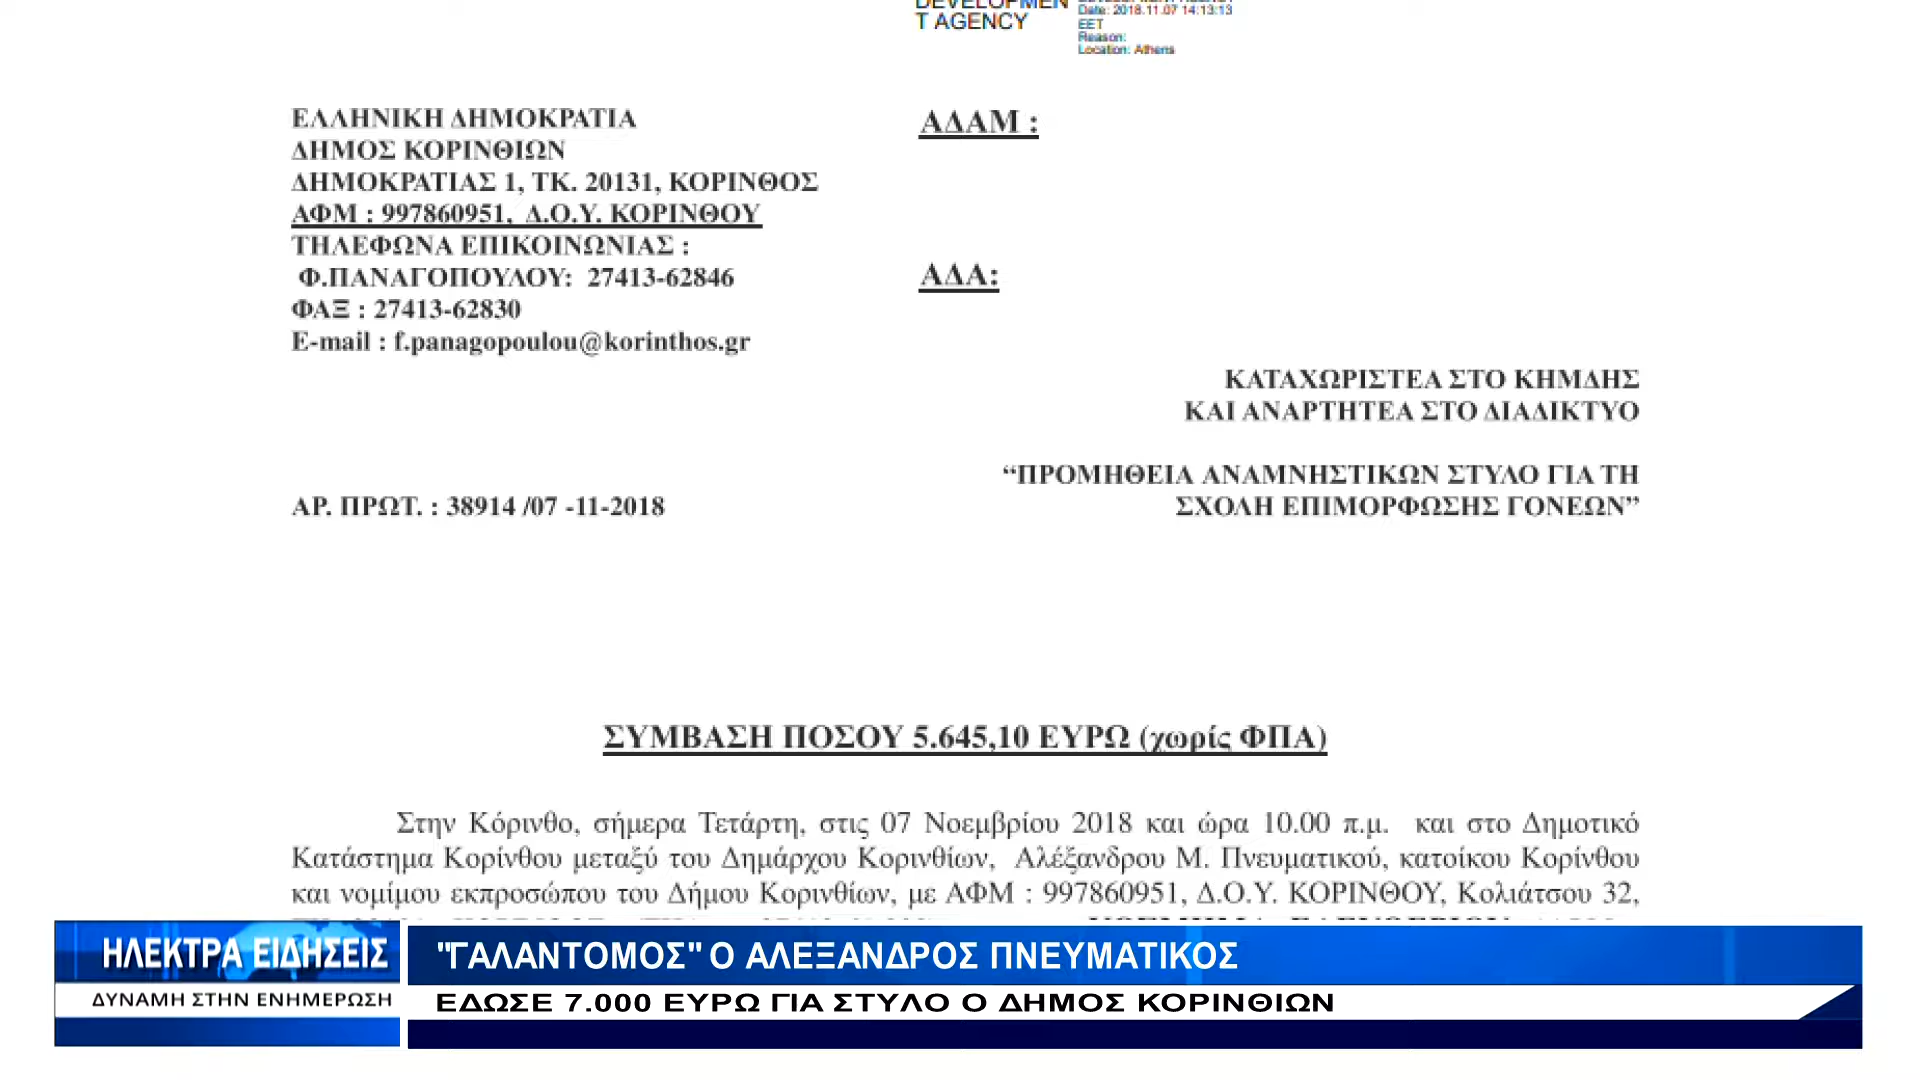 DEVELOPMEN
T AGENCY
Date: 2018.11.07 14:13:13
EET
Reason:
Location: Athens
ΕΛΛΗΝΙΚΗ ΔΗΜΟΚΡΑΤΙΑ
ΔΗΜΟΣ ΚΟΡΙΝΘΙΩΝ
ΔΗΜΟΚΡΑΤΙΑΣ 1, ΤΚ. 20131, ΚΟΡΙΝΘΟΣ
ΑΦΜ : 997860951, Δ.Ο.Υ. ΚΟΡΙΝΘΟΥ
ΤΗΛΕΦΩΝΑ ΕΠΙΚΟΙΝΩΝΙΑΣ :
Φ.ΠΑΝΑΓΟΠΟΥΛΟΥ: 27413-62846
ΦΑΞ : 27413-62830
E-mail : f.panagopoulou@korinthos.gr
ΑΔΑΜ :
ΑΔΑ:
ΚΑΤΑΧΩΡΙΣΤΕΑ ΣΤΟ ΚΗΜΔΗΣ
ΚΑΙ ΑΝΑΡΤΗΤΕΑ ΣΤΟ ΔΙΑΔΙΚΤΥΟ
“ΠΡΟΜΗΘΕΙΑ ΑΝΑΜΝΗΣΤΙΚΩΝ ΣΤΥΛΟ ΓΙΑ ΤΗ
ΣΧΟΛΗ ΕΠΙΜΟΡΦΩΣΗΣ ΓΟΝΕΩΝ”
ΑΡ. ΠΡΩΤ. : 38914 /07 -11-2018
ΣΥΜΒΑΣΗ ΠΟΣΟΥ 5.645,10 ΕΥΡΩ (χωρίς ΦΠΑ)
Στην Κόρινθο, σήμερα Τετάρτη, στις 07 Νοεμβρίου 2018 και ώρα 10.00 π.μ. και στο Δημοτικό
Κατάστημα Κορίνθου μεταξύ του Δημάρχου Κορινθίων, Αλέξανδρου Μ. Πνευματικού, κατοίκου Κορίνθου
και νομίμου εκπροσώπου του Δήμου Κορινθίων, με ΑΦΜ : 997860951, Δ.Ο.Υ. ΚΟΡΙΝΘΟΥ, Κολιάτσου 32,
ΗΛΕΚΤΡΑ ΕΙΔΗΣΕΙΣ
ΔΥΝΑΜΗ ΣΤΗΝ ΕΝΗΜΕΡΩΣΗ
"ΓΑΛΑΝΤΟΜΟΣ" Ο ΑΛΕΞΑΝΔΡΟΣ ΠΝΕΥΜΑΤΙΚΟΣ
ΕΔΩΣΕ 7.000 ΕΥΡΩ ΓΙΑ ΣΤΥΛΟ Ο ΔΗΜΟΣ ΚΟΡΙΝΘΙΩΝ